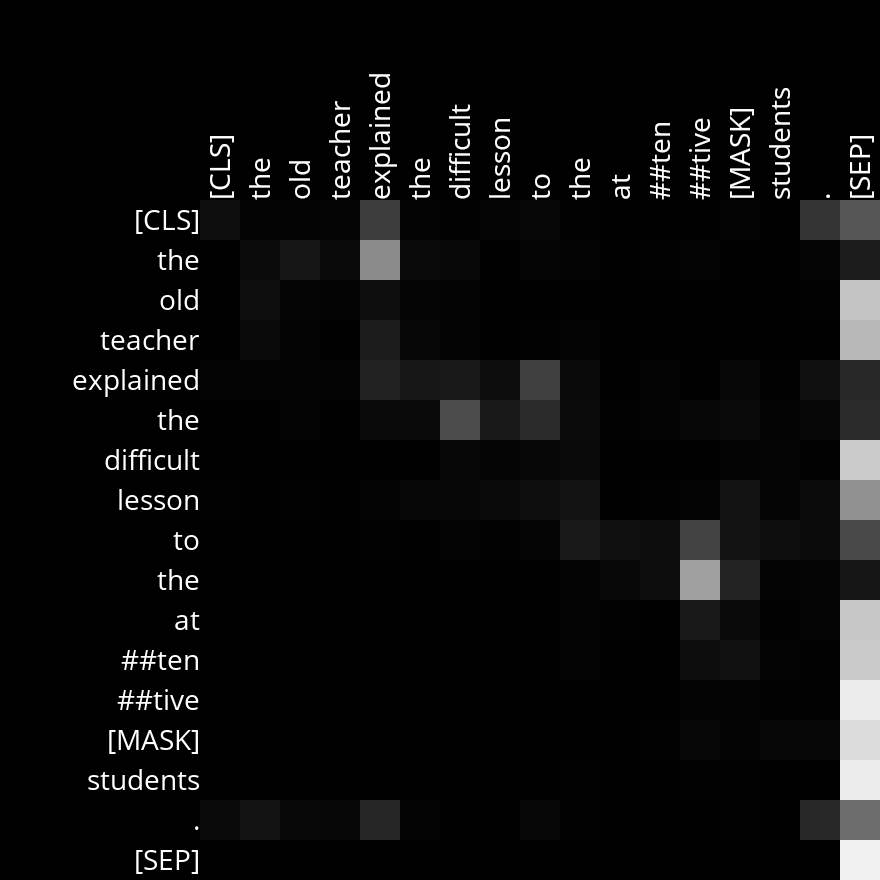 [CLS] the old teacher explained the difficult lesson to the at ##ten ##tive [MASK] students . [SEP]
[CLS]
the
old
teacher
explained
the
difficult
lesson
to
the
at
##ten
##tive
[MASK]
students
.
[SEP]